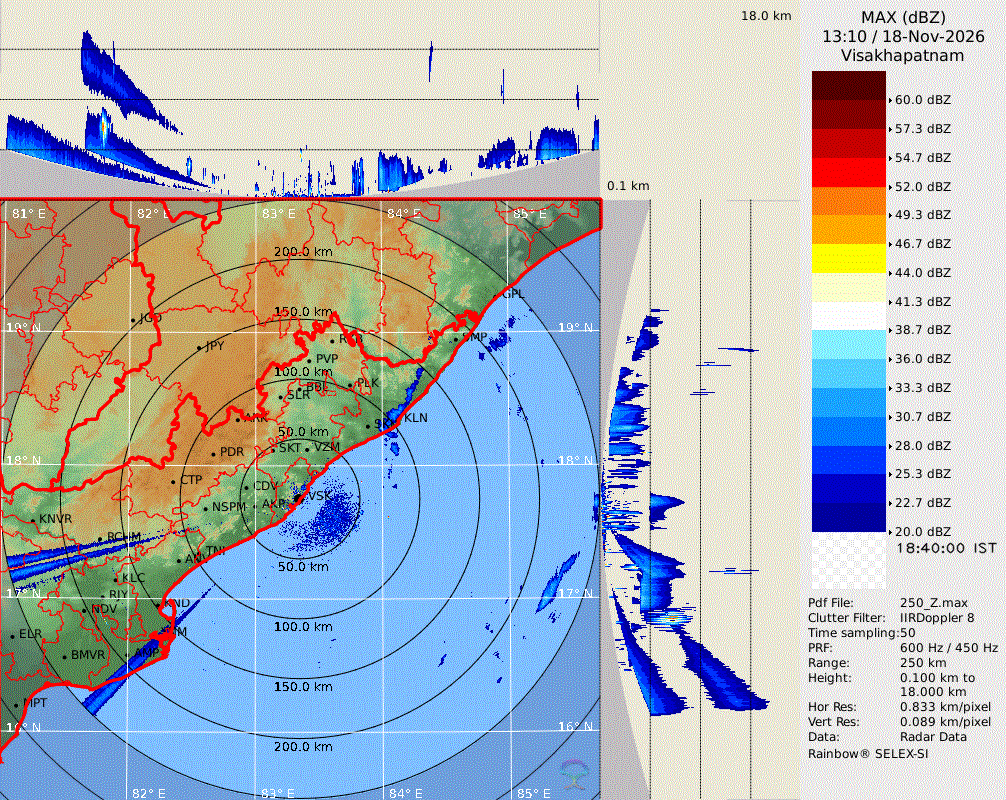 18.0 km
MAX (dBZ)
13:10 / 18-Nov-2026
Visakhapatnam
60.0 dBZ
57.3 dBZ
54.7 dBZ
52.0 dBZ
49.3 dBZ
46.7 dBZ
44.0 dBZ
41.3 dBZ
38.7 dBZ
36.0 dBZ
33.3 dBZ
30.7 dBZ
28.0 dBZ
25.3 dBZ
22.7 dBZ
20.0 dBZ
18:40:00 IST
Pdf File: 250_Z.max
Clutter Filter: IIRDoppler 8
Time sampling:50
PRF: 600 Hz / 450 Hz
Range: 250 km
Height: 0.100 km to
18.000 km
Hor Res: 0.833 km/pixel
Vert Res: 0.089 km/pixel
Data: Radar Data
Rainbow® SELEX-SI
0.1 km
81° E 82° E 83° E 84° E 85° E
200.0 km
GPL
150.0 km
JGD
19° N 19° N
JPY
PVP
100.0 km
BBL PLK
SLR
KLN
50.0 km
SKT VZM
PDR
18° N 18° N
CTP
CDV
VSK
NSPM AKP
KNVR
TNI
50.0 km
KLC
RJY
17° N 17° N
NDV
100.0 km
ELR
BMVR AMP
150.0 km
MPT
16° N 16° N
200.0 km
82° E 83° E 84° E 85° E